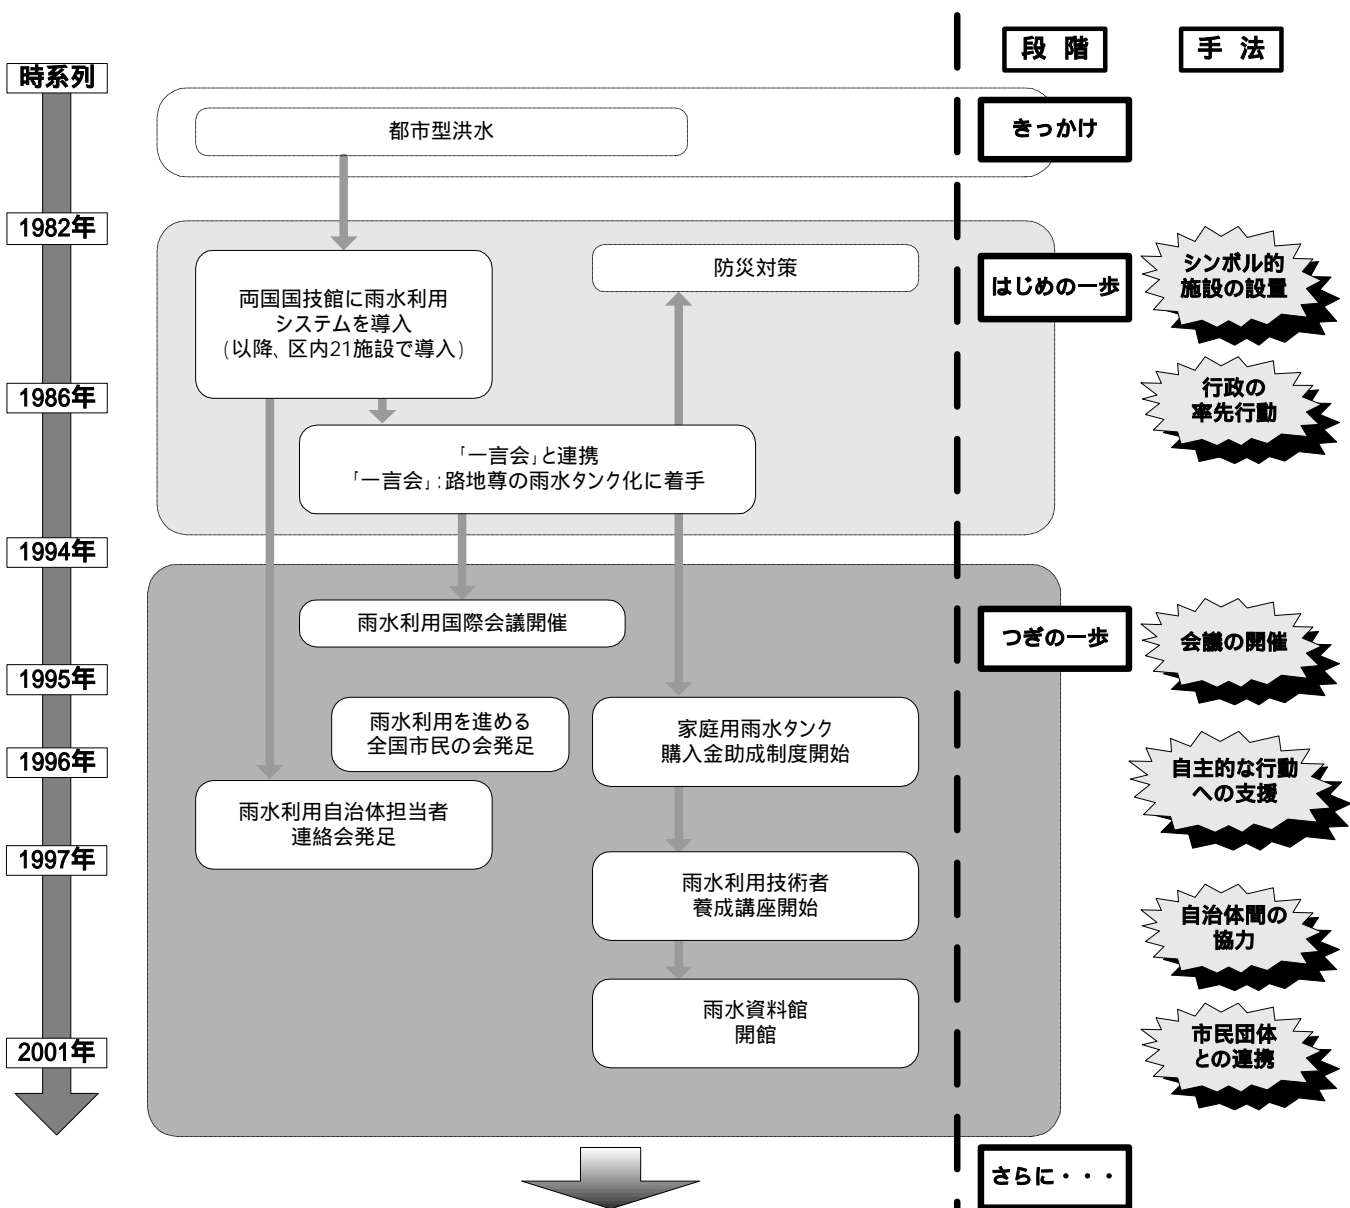 段 階
手 法
時系列
都市型洪水
きっかけ
1982年
両国国技館に雨水利用
システムを導入
(以降、区内21施設で導入)
防災対策
はじめの一歩
シンボル的
施設の設置
1986年
行政の
率先行動
「一言会」と連携
「一言会」:路地尊の雨水タンク化に着手
1994年
雨水利用国際会議開催
つぎの一歩
会議の開催
1995年
雨水利用を進める
全国市民の会発足
家庭用雨水タンク
購入金助成制度開始
1996年
自主的な行動
への支援
雨水利用自治体担当者
連絡会発足
1997年
雨水利用技術者
養成講座開始
自治体間の
協力
雨水資料館
開館
2001年
市民団体
との連携
さらに・・・